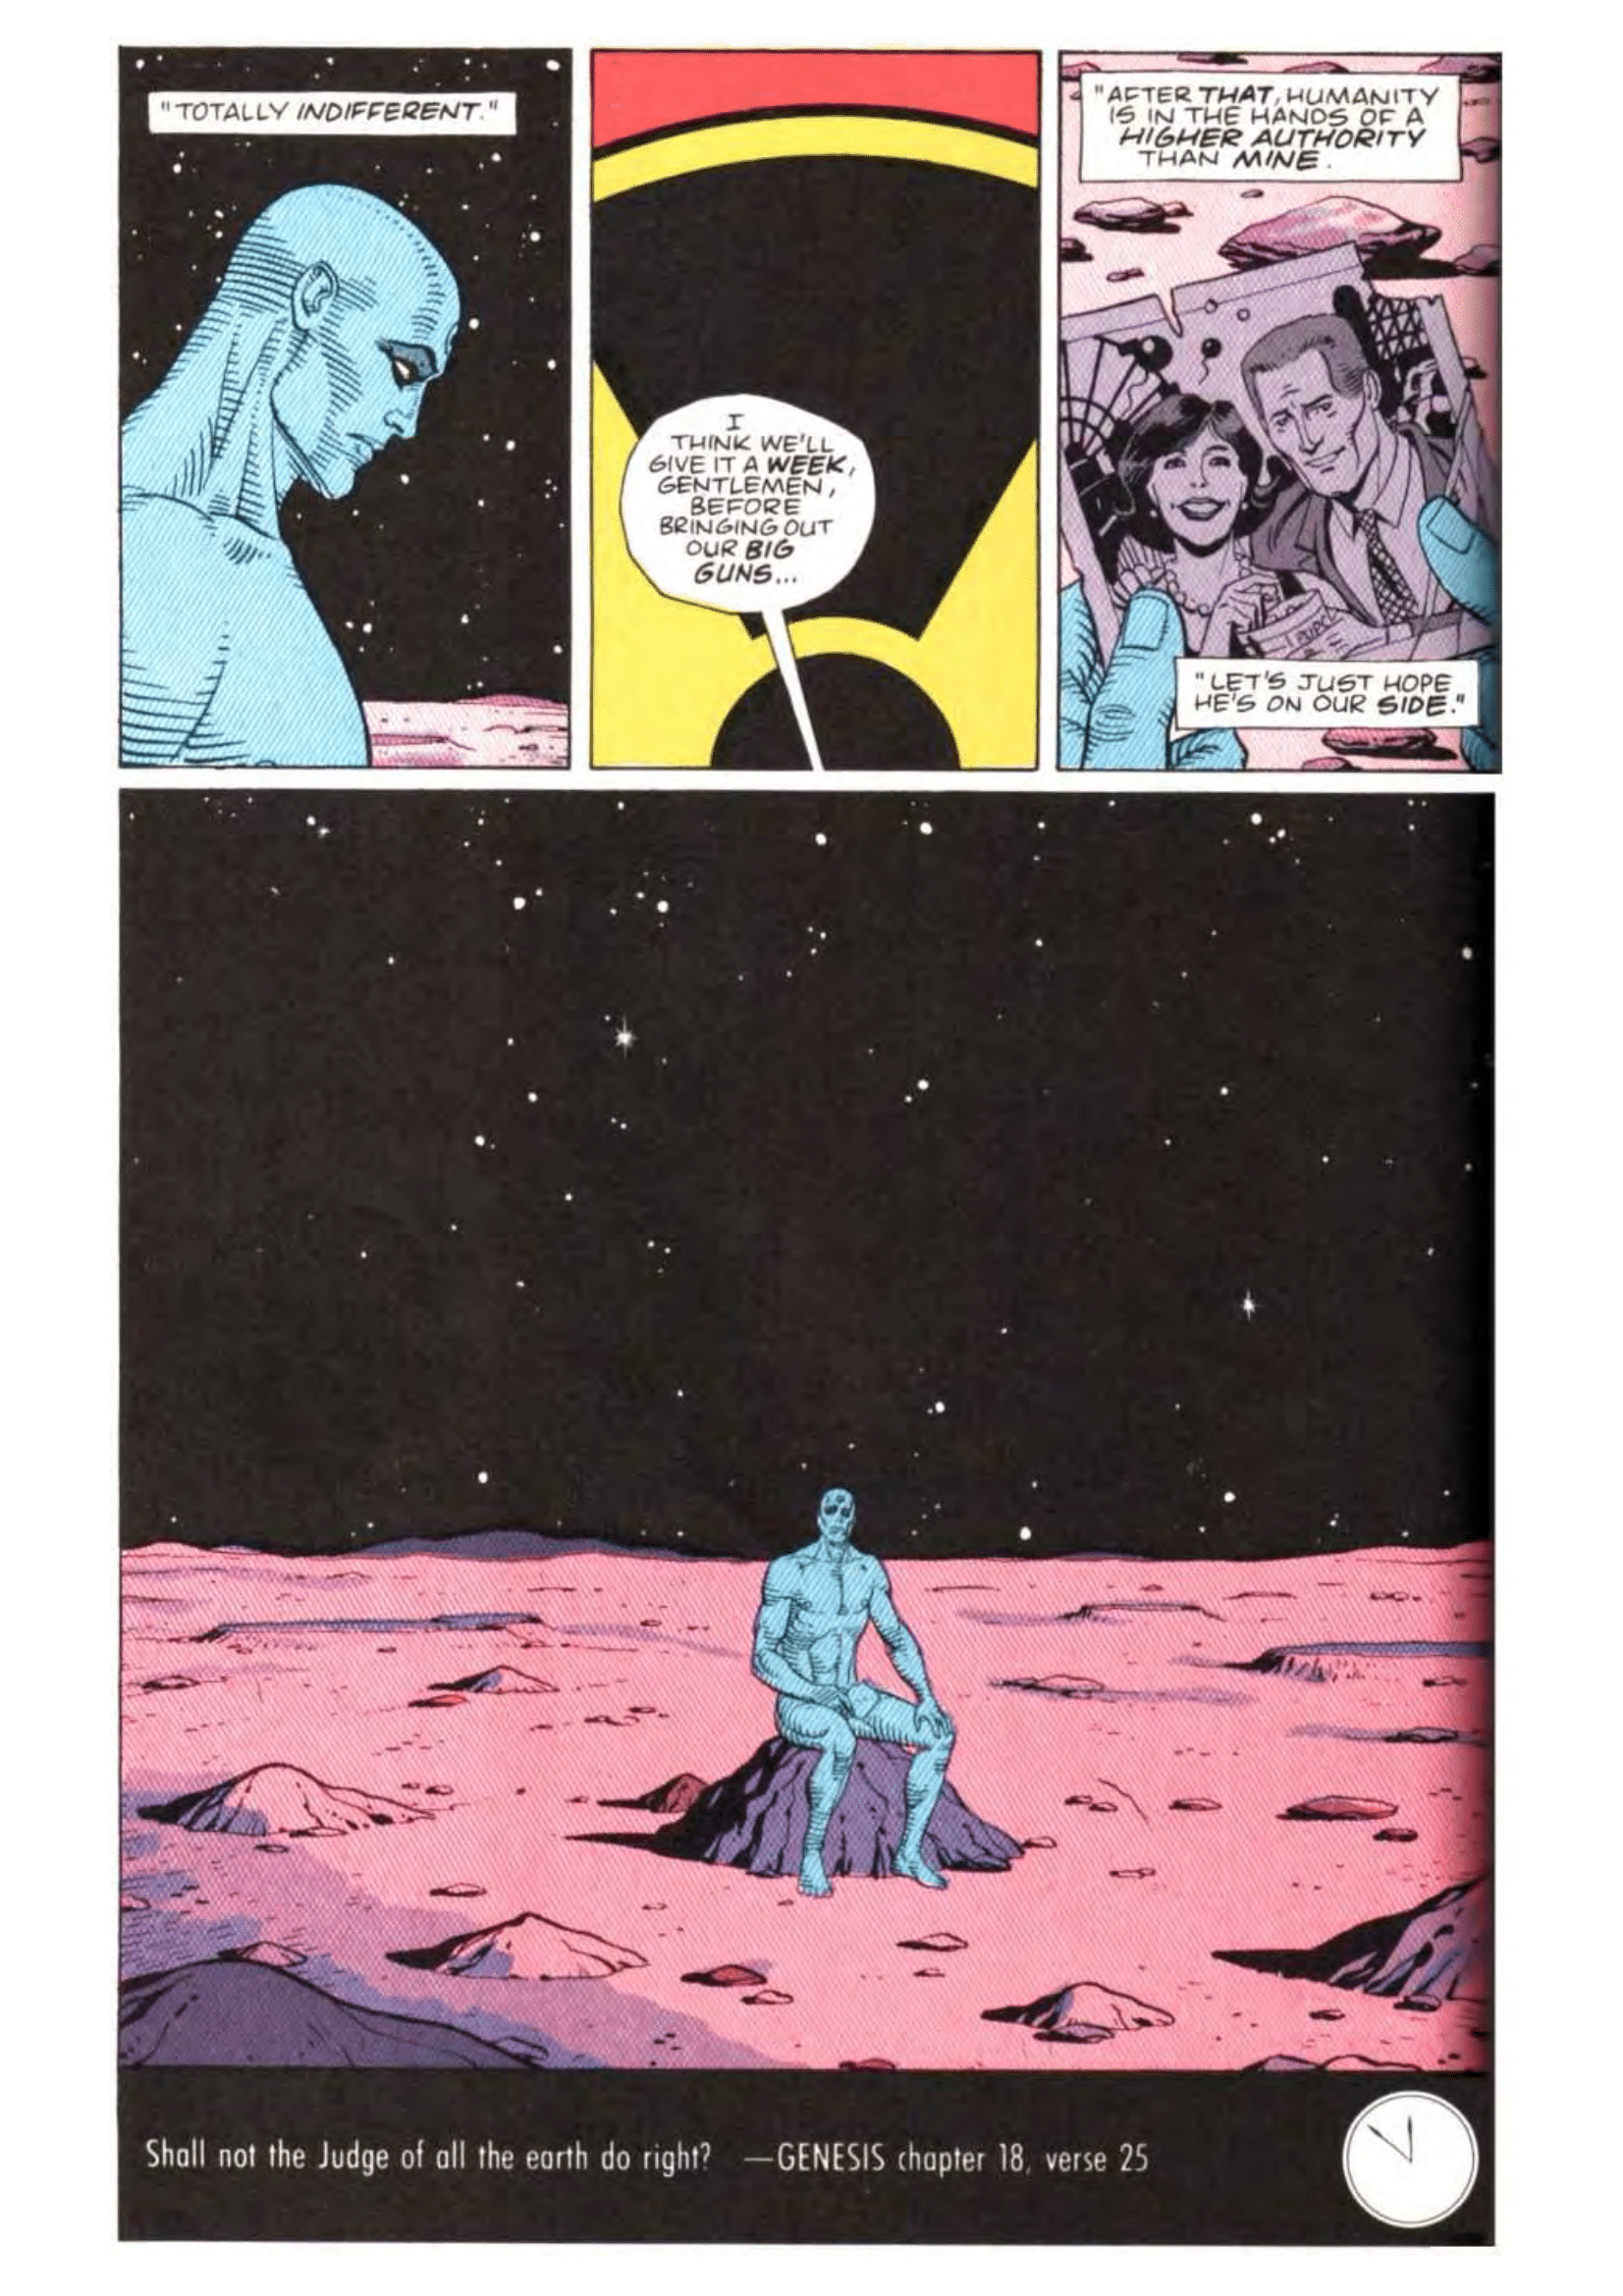 "TOTALLY INDIFFERENT."
I
THINK WE'LL
GIVE IT A WEEK,
GENTLEMEN,
BEFORE
BRINGING OUT
OUR BIG
GUNS...
"AFTER THAT, HUMANITY
IS IN THE HANDS OF A
HIGHER AUTHORITY
THAN MINE.
"LET'S JUST HOPE
HE'S ON OUR SIDE."
Shall not the Judge of all the earth do right? —GENESIS chapter 18, verse 25